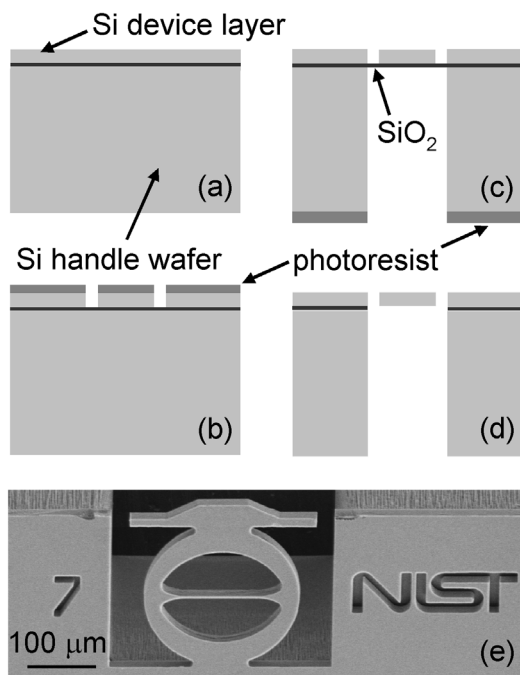 Si device layer
(a)
SiO₂
(c)
Si handle wafer
photoresist
(b)
(d)
7
NIST
100 μm
(e)